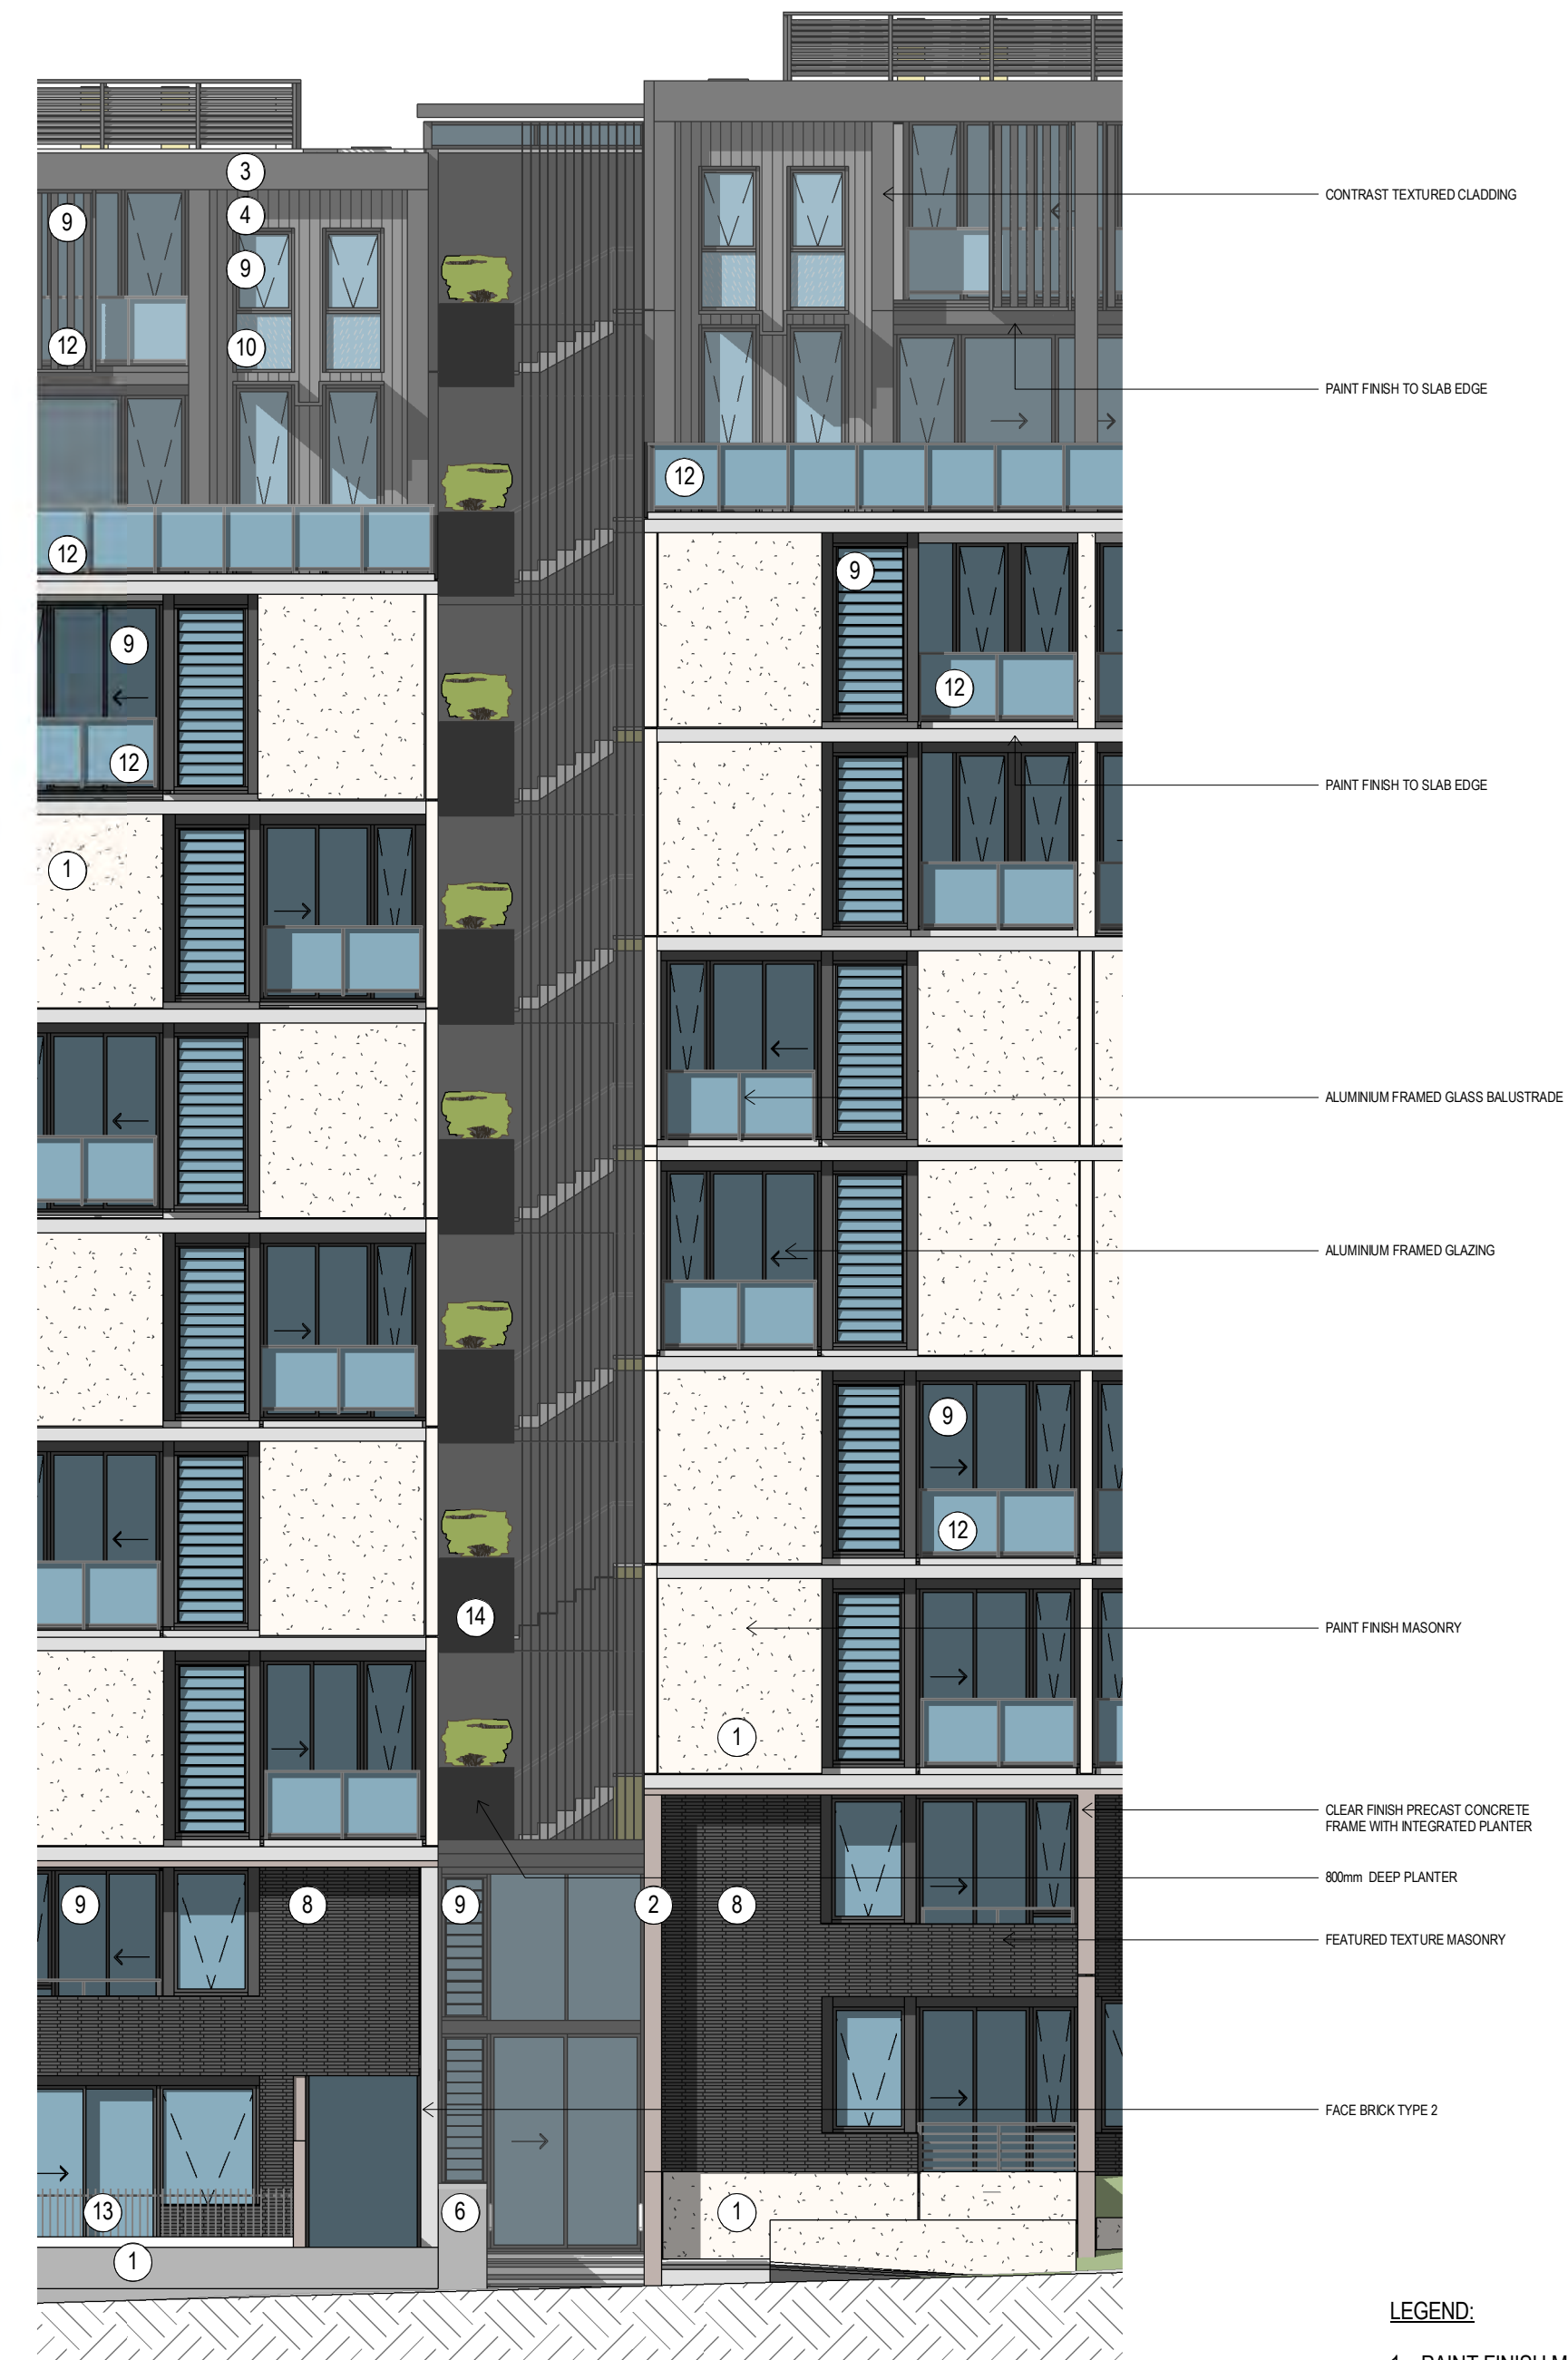 3
9
4
CONTRAST TEXTURED CLADDING
9
12
10
PAINT FINISH TO SLAB EDGE
12
12
9
9
12
12
PAINT FINISH TO SLAB EDGE
1
ALUMINIUM FRAMED GLASS BALUSTRADE
ALUMINIUM FRAMED GLAZING
9
12
14
PAINT FINISH MASONRY
1
CLEAR FINISH PRECAST CONCRETE
FRAME WITH INTEGRATED PLANTER
800mm DEEP PLANTER
9
8
9
2
8
FEATURED TEXTURE MASONRY
FACE BRICK TYPE 2
13
6
1
1
LEGEND:
1 PAINT FINISH M